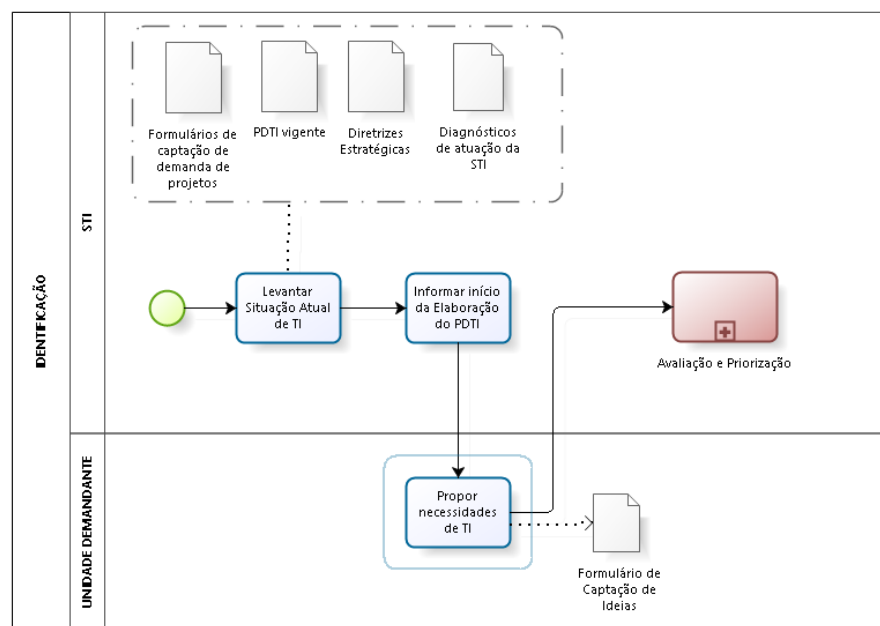 IDENTIFICAÇÃO
STI
Formulários de
captação de
demanda de
projetos
PDTI vigente
Diretrizes
Estratégicas
Diagnósticos
de atuação da
STI
Levantar
Situação Atual
de TI
Informar início
da Elaboração
do PDTI
Avaliação e Priorização
UNIDADE DEMANDANTE
Propor
necessidades
de TI
Formulário de
Captação de
Ideias